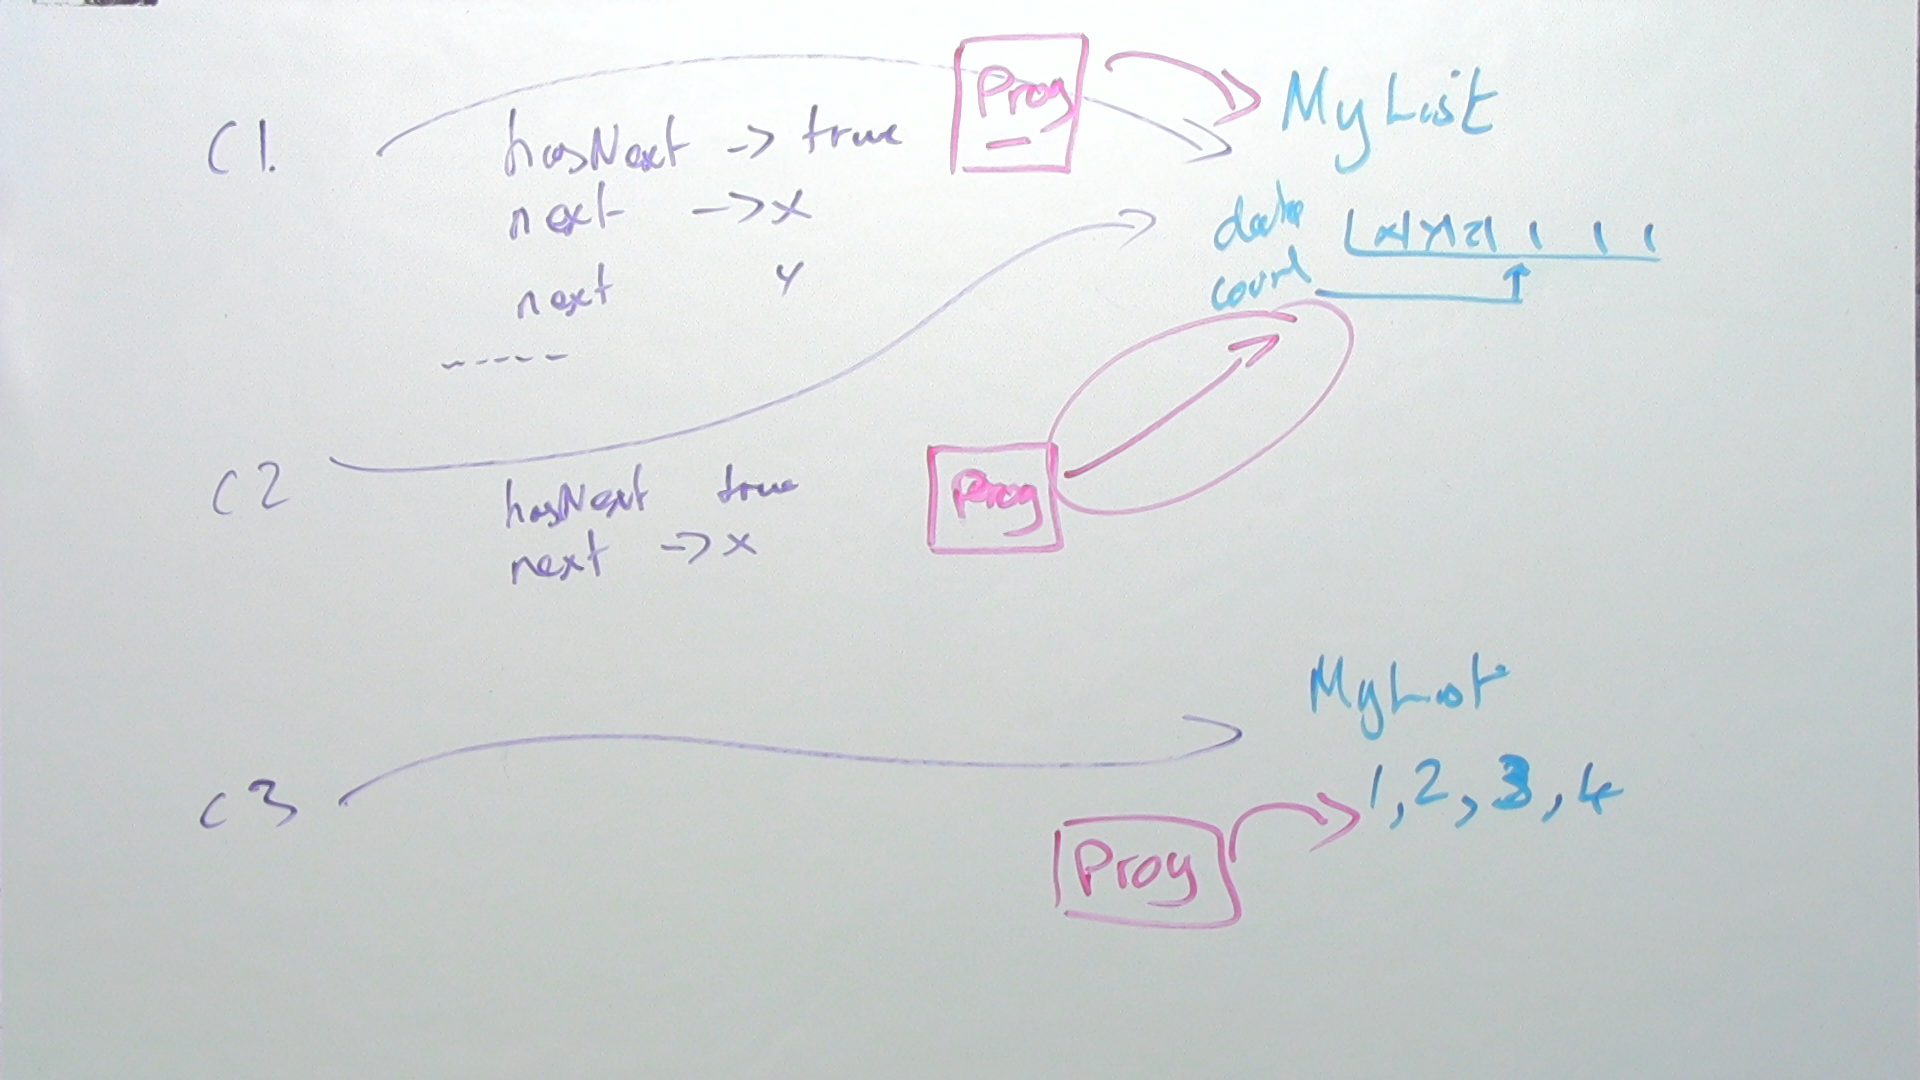 C1. hasNext -> true Prog MyList
next -> x
data x y z
count
next y
-----
C2 hasNext true Prog
next -> x
MyList
C3 1, 2, 3, 4
Prog